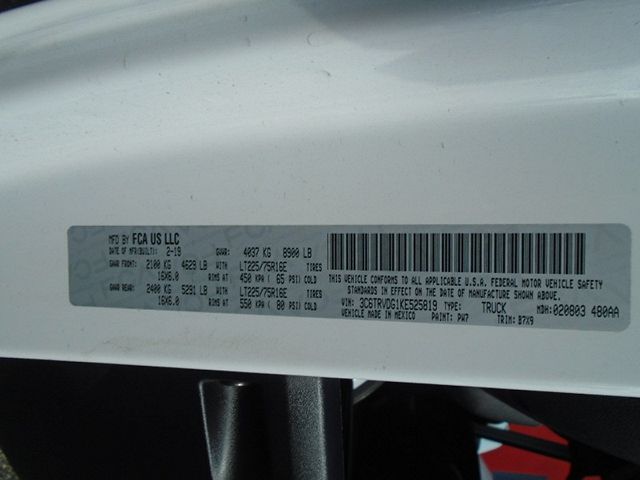 MFD BY FCA US LLC
DATE OF MFR(BUILT): 2-19 GVWR: 4037 KG 8900 LB
GAWR FRONT: 2100 KG 4629 LB WITH LT225/75R16E TIRES
16X6.0 RIMS AT 450 KPA ( 65 PSI) COLD
GAWR REAR: 2400 KG 5291 LB WITH LT225/75R16E TIRES
16X6.0 RIMS AT 550 KPA ( 80 PSI) COLD
THIS VEHICLE CONFORMS TO ALL APPLICABLE U.S.A. FEDERAL MOTOR VEHICLE SAFETY
STANDARDS IN EFFECT ON THE DATE OF MANUFACTURE SHOWN ABOVE.
VIN: 3C6TRVDG1KE525819 TYPE: TRUCK MDH: 020803 480AA
VEHICLE MADE IN MEXICO PAINT: PW7 TRIM: B7X9